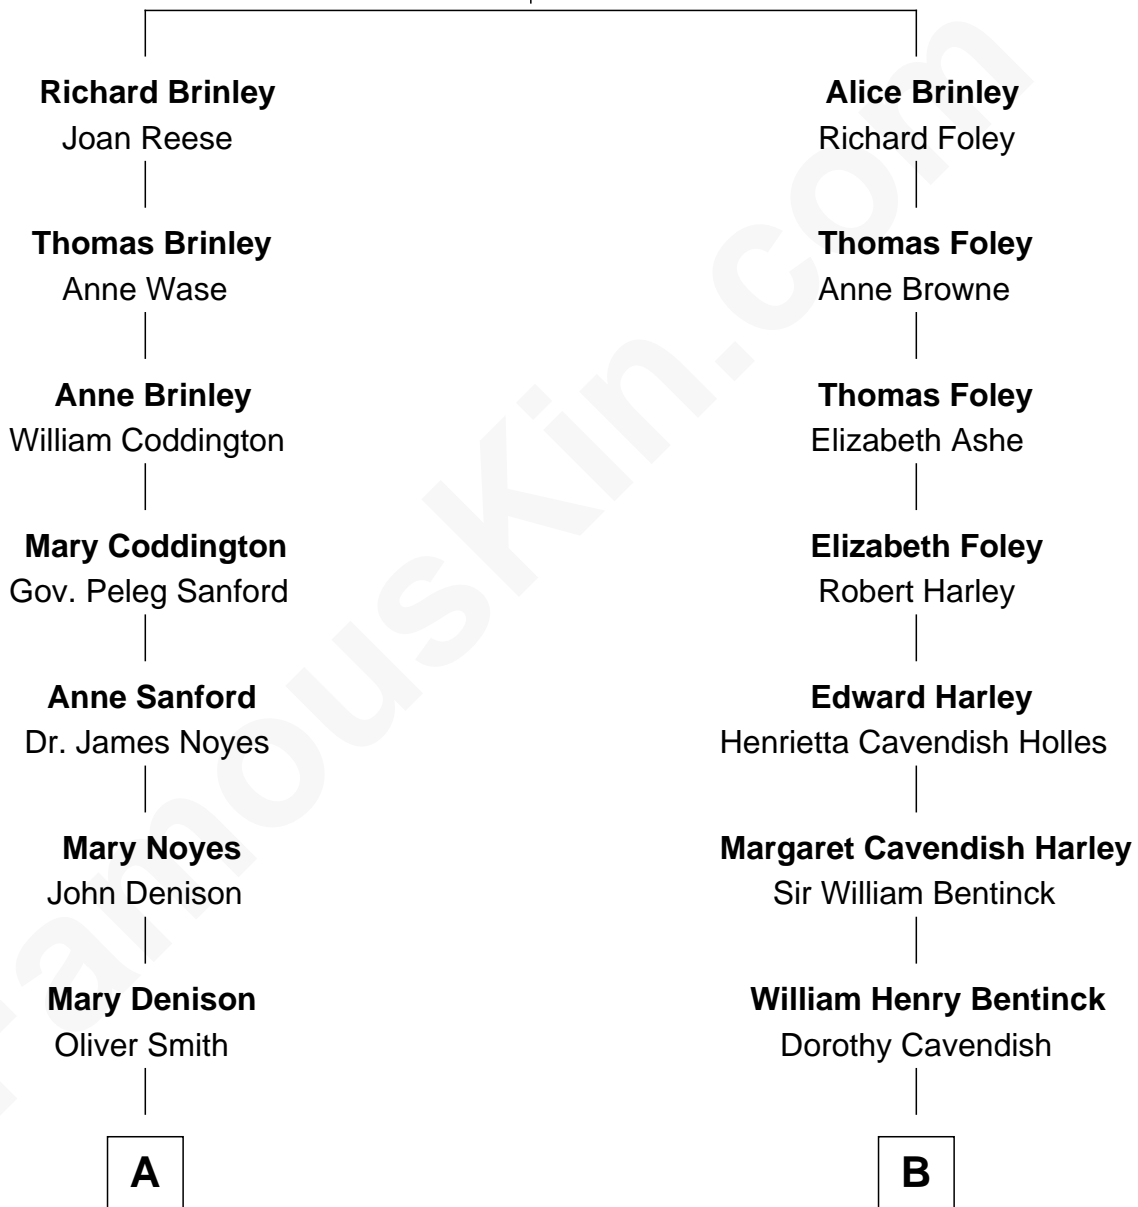 Richard Brinley
Joan Reese
Thomas Brinley
Anne Wase
Anne Brinley
William Coddington
Mary Coddington
Gov. Peleg Sanford
Anne Sanford
Dr. James Noyes
Mary Noyes
John Denison
Mary Denison
Oliver Smith
A
Alice Brinley
Richard Foley
Thomas Foley
Anne Browne
Thomas Foley
Elizabeth Ashe
Elizabeth Foley
Robert Harley
Edward Harley
Henrietta Cavendish Holles
Margaret Cavendish Harley
Sir William Bentinck
William Henry Bentinck
Dorothy Cavendish
B
FamousKin.com